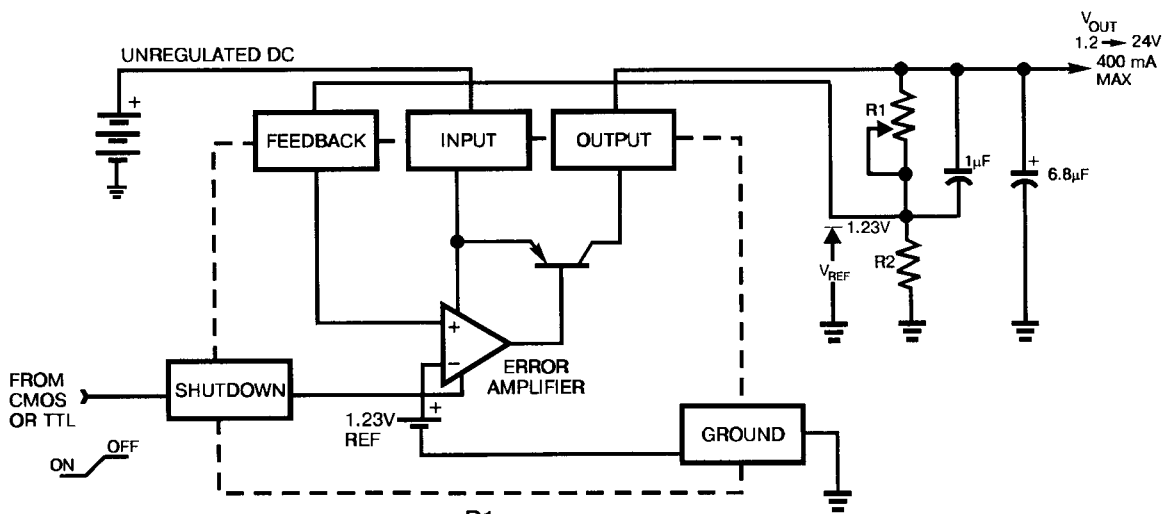 V_OUT
1.2 → 24V
400 mA
MAX
UNREGULATED DC
+
FEEDBACK
INPUT
OUTPUT
R1
1µF
+
6.8µF
1.23V
V_REF
R2
+
−
ERROR
AMPLIFIER
FROM
CMOS
OR TTL
SHUTDOWN
1.23V
REF
+
GROUND
ON
OFF